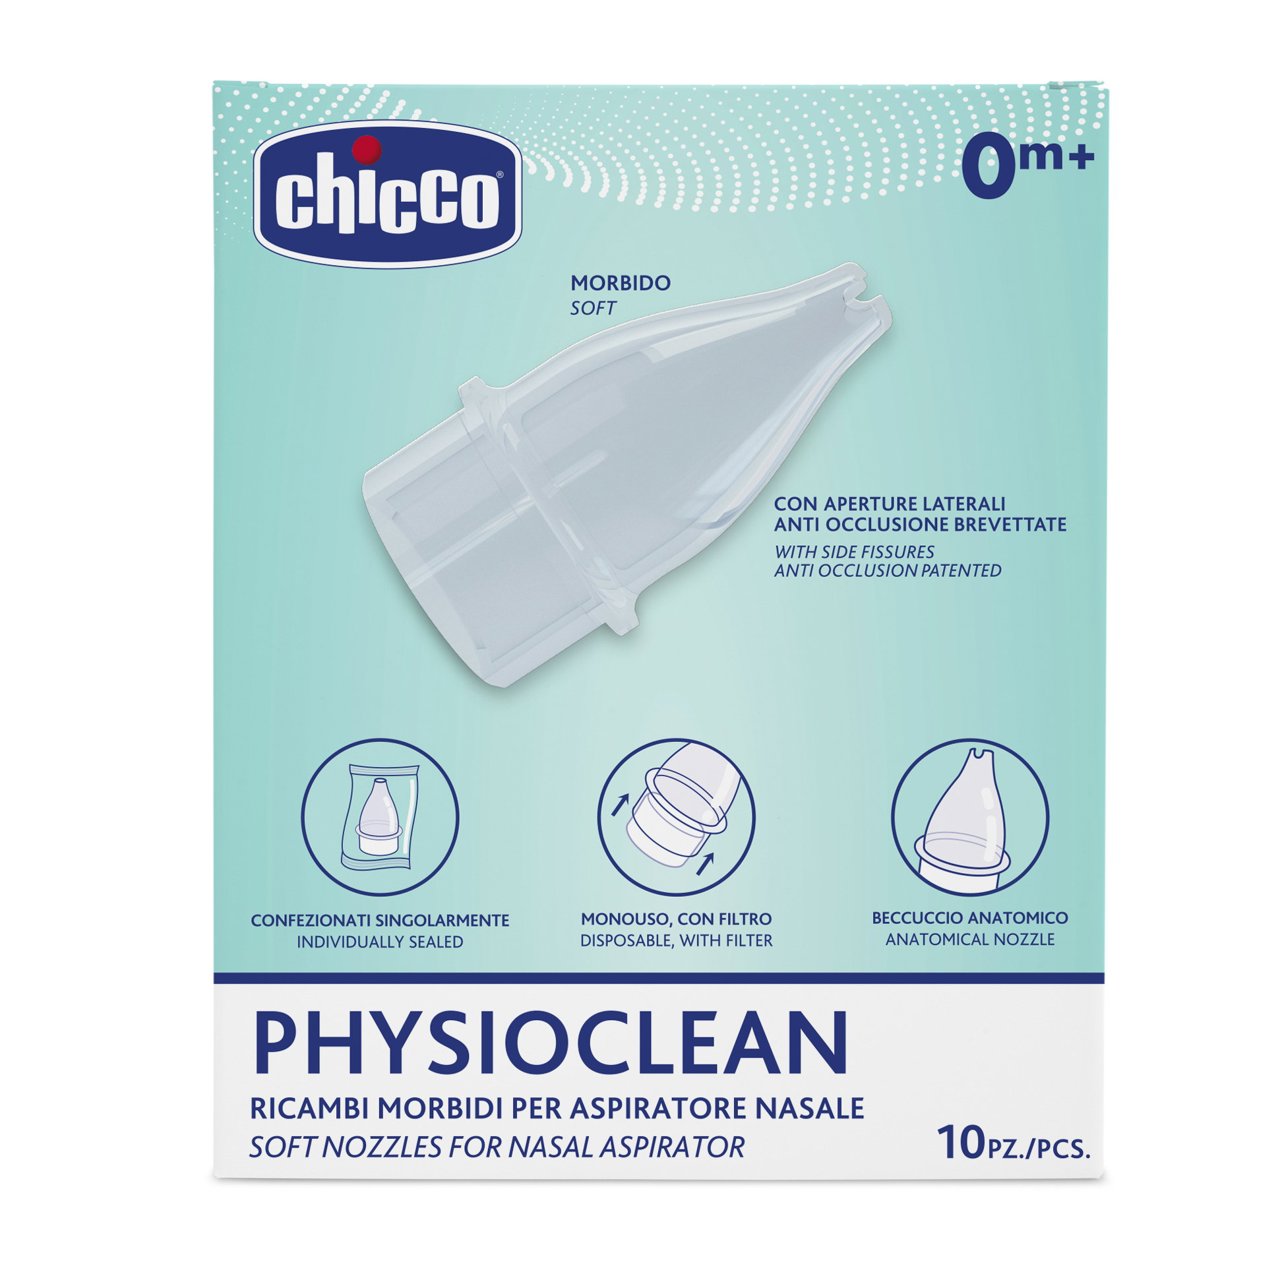 chicco®
0m+
MORBIDO
SOFT
CON APERTURE LATERALI
ANTI OCCLUSIONE BREVETTATE
WITH SIDE FISSURES
ANTI OCCLUSION PATENTED
CONFEZIONATI SINGOLARMENTE
INDIVIDUALLY SEALED
MONOUSO, CON FILTRO
DISPOSABLE, WITH FILTER
BECCUCCIO ANATOMICO
ANATOMICAL NOZZLE
PHYSIOCLEAN
RICAMBI MORBIDI PER ASPIRATORE NASALE
SOFT NOZZLES FOR NASAL ASPIRATOR
10PZ./PCS.